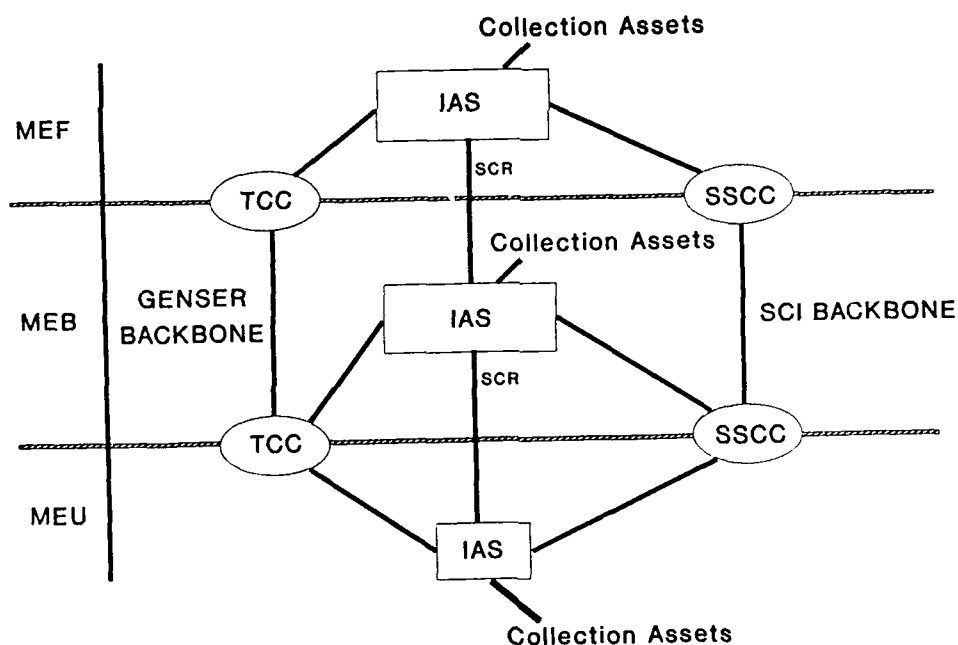 Collection Assets
IAS
MEF
SCR
TCC
SSCC
Collection Assets
GENSER
BACKBONE
MEB
IAS
SCI BACKBONE
SCR
TCC
SSCC
MEU
IAS
Collection Assets